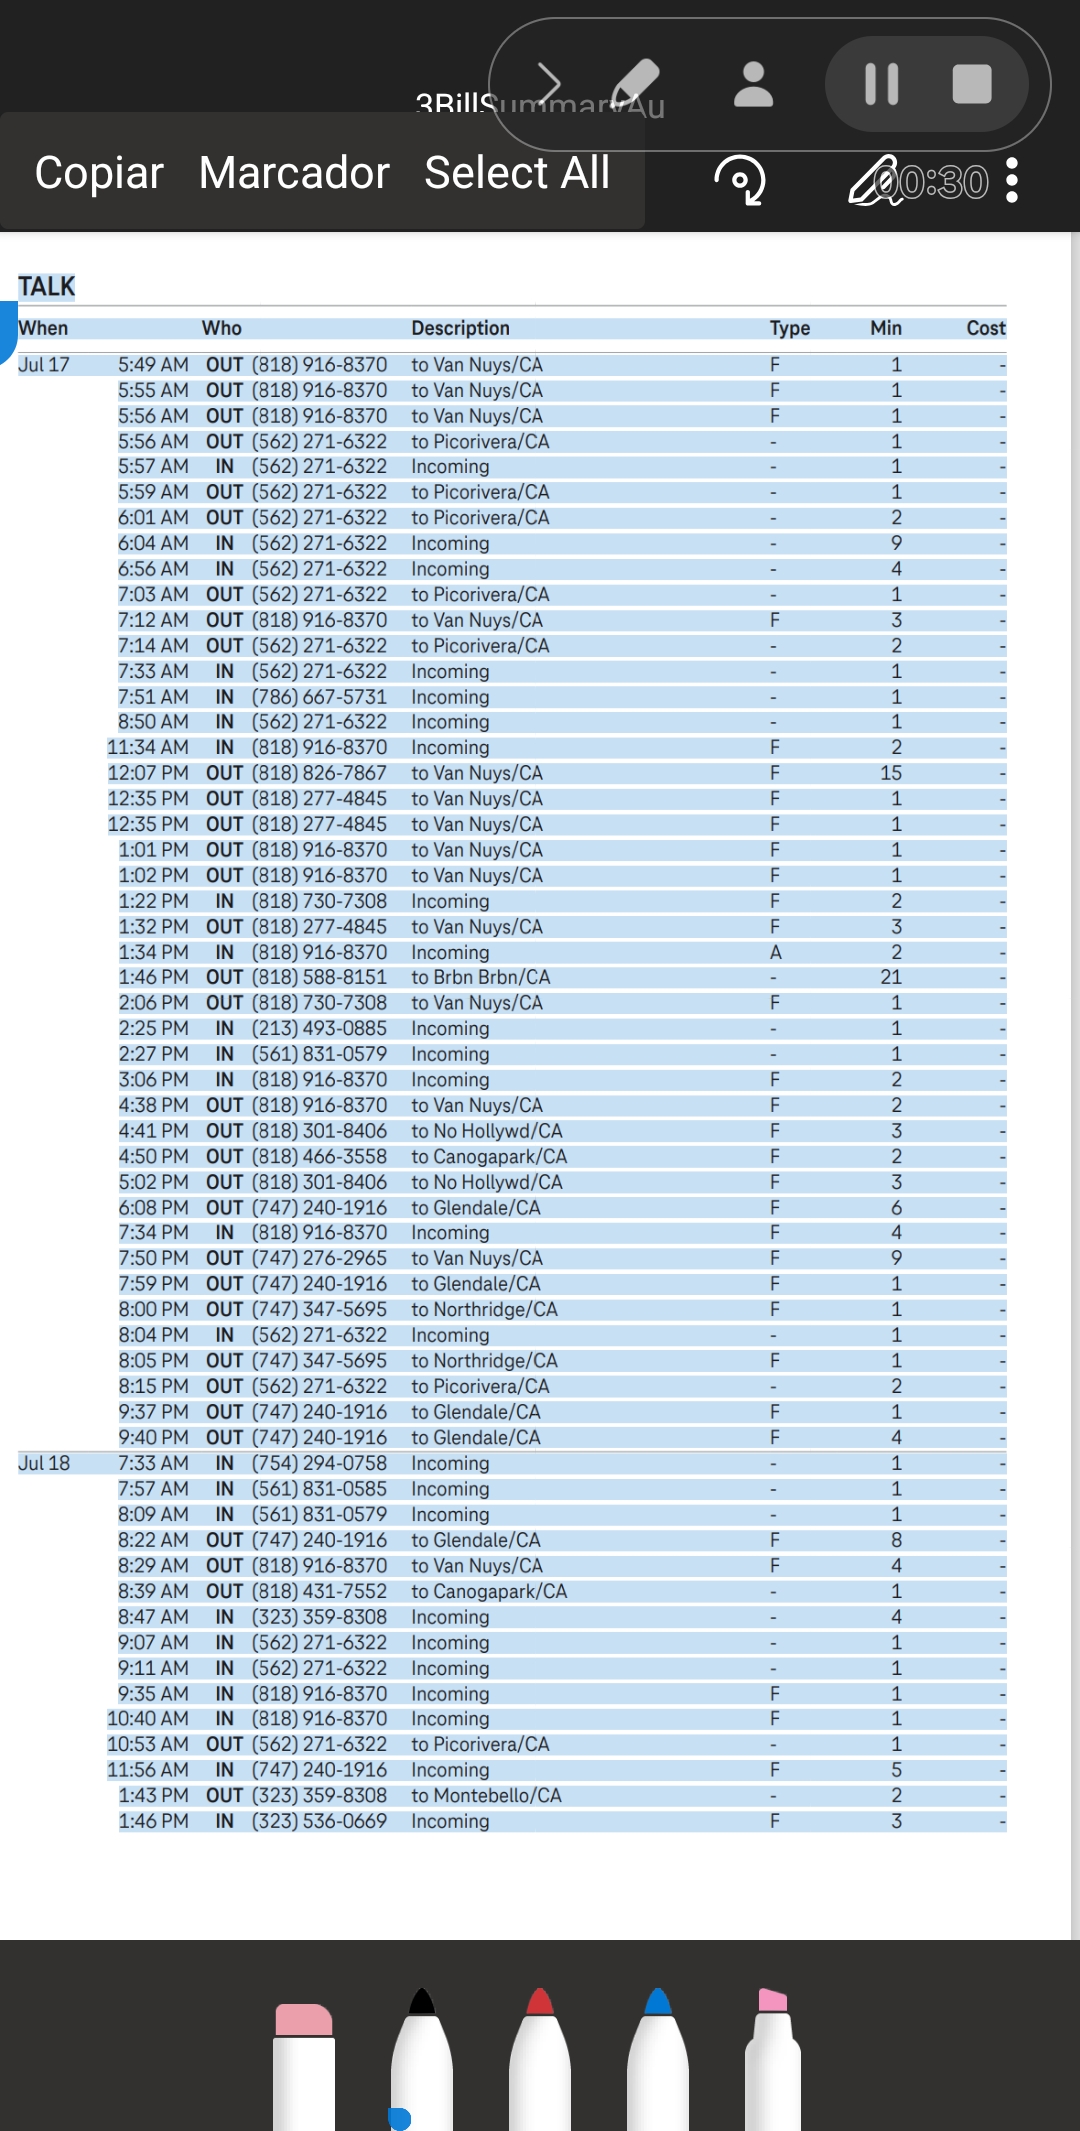 3BillSummaryAu
Copiar Marcador Select All
00:30
TALK
When Who Description Type Min Cost
Jul 17 5:49 AM OUT (818) 916-8370 to Van Nuys/CA F 1 -
5:55 AM OUT (818) 916-8370 to Van Nuys/CA F 1 -
5:56 AM OUT (818) 916-8370 to Van Nuys/CA F 1 -
5:56 AM OUT (562) 271-6322 to Picorivera/CA - 1 -
5:57 AM IN (562) 271-6322 Incoming - 1 -
5:59 AM OUT (562) 271-6322 to Picorivera/CA - 1 -
6:01 AM OUT (562) 271-6322 to Picorivera/CA - 2 -
6:04 AM IN (562) 271-6322 Incoming - 9 -
6:56 AM IN (562) 271-6322 Incoming - 4 -
7:03 AM OUT (562) 271-6322 to Picorivera/CA - 1 -
7:12 AM OUT (818) 916-8370 to Van Nuys/CA F 3 -
7:14 AM OUT (562) 271-6322 to Picorivera/CA - 2 -
7:33 AM IN (562) 271-6322 Incoming - 1 -
7:51 AM IN (786) 667-5731 Incoming - 1 -
8:50 AM IN (562) 271-6322 Incoming - 1 -
11:34 AM IN (818) 916-8370 Incoming F 2 -
12:07 PM OUT (818) 826-7867 to Van Nuys/CA F 15 -
12:35 PM OUT (818) 277-4845 to Van Nuys/CA F 1 -
12:35 PM OUT (818) 277-4845 to Van Nuys/CA F 1 -
1:01 PM OUT (818) 916-8370 to Van Nuys/CA F 1 -
1:02 PM OUT (818) 916-8370 to Van Nuys/CA F 1 -
1:22 PM IN (818) 730-7308 Incoming F 2 -
1:32 PM OUT (818) 277-4845 to Van Nuys/CA F 3 -
1:34 PM IN (818) 916-8370 Incoming A 2 -
1:46 PM OUT (818) 588-8151 to Brbn Brbn/CA - 21 -
2:06 PM OUT (818) 730-7308 to Van Nuys/CA F 1 -
2:25 PM IN (213) 493-0885 Incoming - 1 -
2:27 PM IN (561) 831-0579 Incoming - 1 -
3:06 PM IN (818) 916-8370 Incoming F 2 -
4:38 PM OUT (818) 916-8370 to Van Nuys/CA F 2 -
4:41 PM OUT (818) 301-8406 to No Hollywd/CA F 3 -
4:50 PM OUT (818) 466-3558 to Canogapark/CA F 2 -
5:02 PM OUT (818) 301-8406 to No Hollywd/CA F 3 -
6:08 PM OUT (747) 240-1916 to Glendale/CA F 6 -
7:34 PM IN (818) 916-8370 Incoming F 4 -
7:50 PM OUT (747) 276-2965 to Van Nuys/CA F 9 -
7:59 PM OUT (747) 240-1916 to Glendale/CA F 1 -
8:00 PM OUT (747) 347-5695 to Northridge/CA F 1 -
8:04 PM IN (562) 271-6322 Incoming - 1 -
8:05 PM OUT (747) 347-5695 to Northridge/CA F 1 -
8:15 PM OUT (562) 271-6322 to Picorivera/CA - 2 -
9:37 PM OUT (747) 240-1916 to Glendale/CA F 1 -
9:40 PM OUT (747) 240-1916 to Glendale/CA F 4 -
Jul 18 7:33 AM IN (754) 294-0758 Incoming - 1 -
7:57 AM IN (561) 831-0585 Incoming - 1 -
8:09 AM IN (561) 831-0579 Incoming - 1 -
8:22 AM OUT (747) 240-1916 to Glendale/CA F 8 -
8:29 AM OUT (818) 916-8370 to Van Nuys/CA F 4 -
8:39 AM OUT (818) 431-7552 to Canogapark/CA - 1 -
8:47 AM IN (323) 359-8308 Incoming - 4 -
9:07 AM IN (562) 271-6322 Incoming - 1 -
9:11 AM IN (562) 271-6322 Incoming - 1 -
9:35 AM IN (818) 916-8370 Incoming F 1 -
10:40 AM IN (818) 916-8370 Incoming F 1 -
10:53 AM OUT (562) 271-6322 to Picorivera/CA - 1 -
11:56 AM IN (747) 240-1916 Incoming F 5 -
1:43 PM OUT (323) 359-8308 to Montebello/CA - 2 -
1:46 PM IN (323) 536-0669 Incoming F 3 -